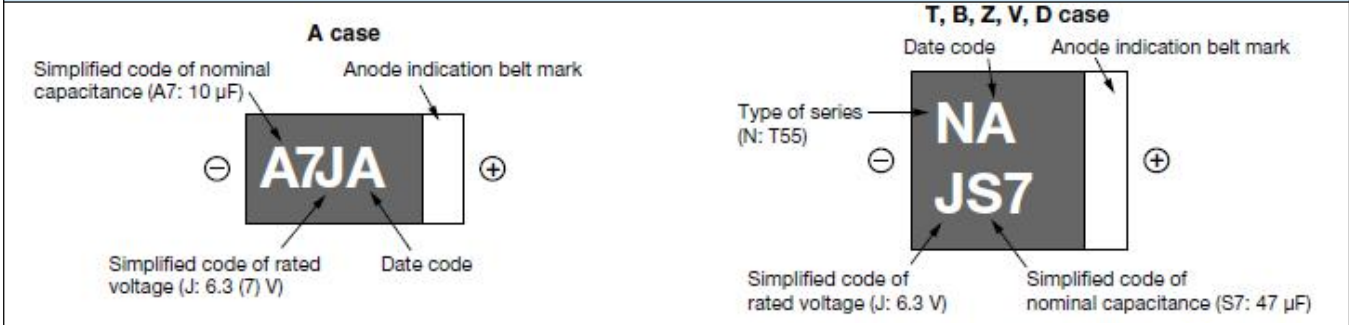 A case
Simplified code of nominal
capacitance (A7: 10 µF)
Anode indication belt mark
⊖
A7JA
⊕
Simplified code of rated
voltage (J: 6.3 (7) V)
Date code
T, B, Z, V, D case
Date code
Anode indication belt mark
Type of series
(N: T55)
NA
⊖
⊕
JS7
Simplified code of
rated voltage (J: 6.3 V)
Simplified code of
nominal capacitance (S7: 47 µF)